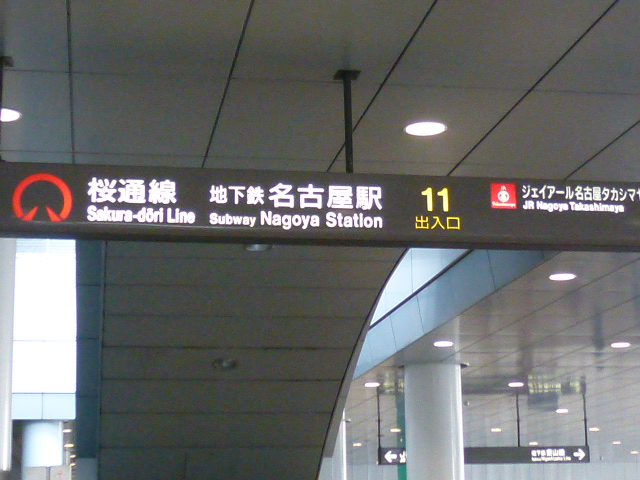 桜通線
Sakura-dōri Line
地下鉄 名古屋駅
Subway Nagoya Station
11
出入口
ジェイアール名古屋タカシマヤ
JR Nagoya Takashimaya